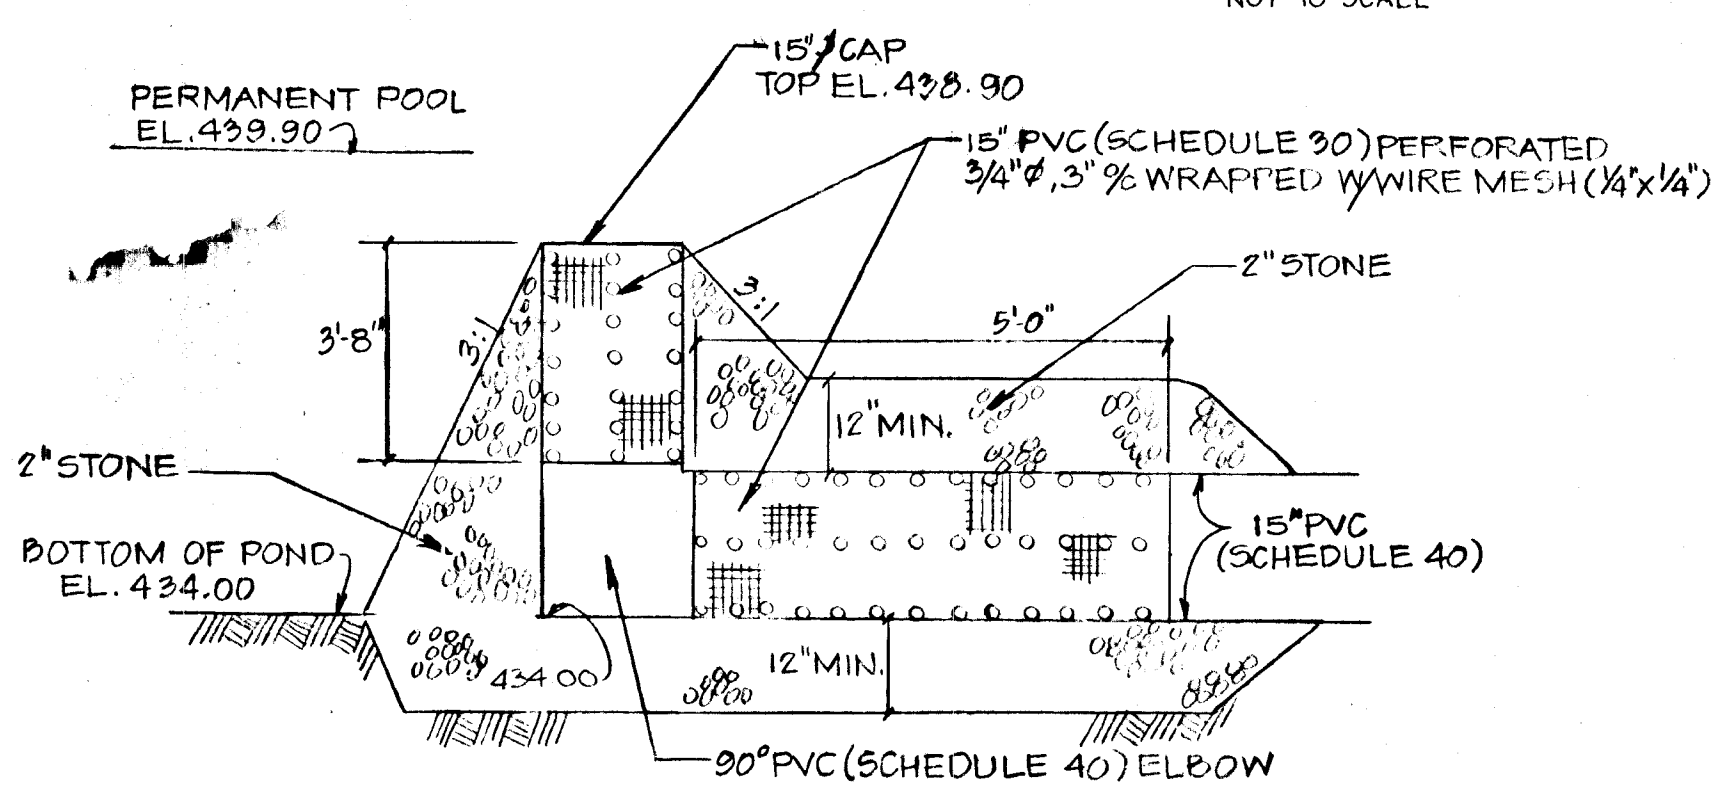 NOT TO SCALE
15" CAP
TOP EL. 438.90
PERMANENT POOL
EL. 439.90
15" PVC (SCHEDULE 30) PERFORATED
3/4"Ø, 3" %c WRAPPED W/WIRE MESH (1/4"X1/4")
2" STONE
3:1
3:1
5'-0"
3'-8"
12" MIN.
2" STONE
15" PVC
(SCHEDULE 40)
BOTTOM OF POND
EL. 434.00
434.00
12" MIN.
90° PVC (SCHEDULE 40) ELBOW